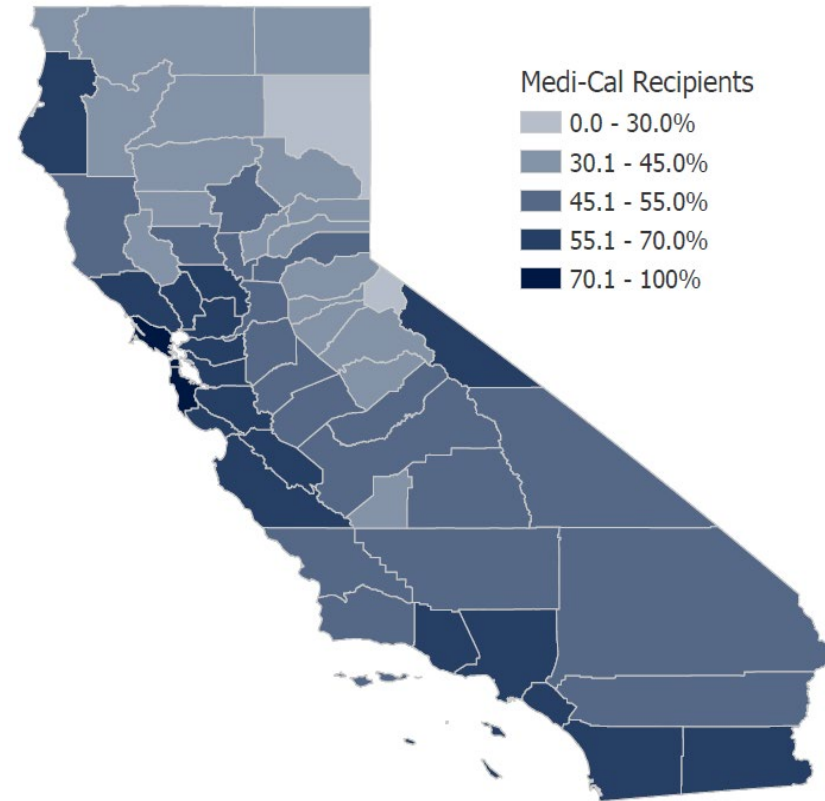 Medi-Cal Recipients
0.0 - 30.0%
30.1 - 45.0%
45.1 - 55.0%
55.1 - 70.0%
70.1 - 100%